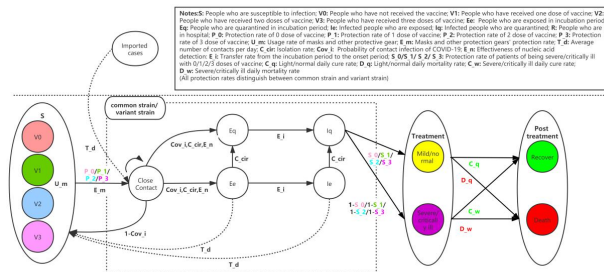 Notes:S: People who are susceptible to infection; V0: People who have not received the vaccine; V1: People who received one dose of vaccine; V2:
People who received two doses of vaccine; V3: People who received three doses of vaccine; Ee: People who are exposed in incubation period;
Eq: People who are quarantined in incubation period; Ie: Infected people who are exposed; Iq: Infected people who are quarantined; R: People who are
in hospital; P_0: Protection rate of 0 dose of vaccine; P_1: Protection rate of 1 dose of vaccine; P_2: Protection rate of 2 dose of vaccine; P_3: Protection
rate of 3 dose of vaccine; U_m: Usage rate of masks and other protective gear; E_m: Masks and other protection gears' protection rate; T_d: Average
number of contacts per day; C_cir: Isolation rate; Cov_i: Probability of contact infection of COVID-19; E_n: Effectiveness of nucleic acid
detection; E_i: Transfer rate from the incubation period to the onset period; S_0/S_1/ S_2/ S_3: Protection rate of patients of being severe/critically ill
with 0/1/2/3 doses of vaccine; C_q: Light/normal daily cure rate; D_q: Light/normal daily mortality rate; C_w: Severe/critically ill daily cure rate;
D_w: Severe/critically ill daily mortality rate
(All protection rates distinguish between common strain and variant strain)
Imported
cases
common strain/
variant strain
S
V0
V1
V2
V3
U_m
T_d
P_0/P_1/
P_2/P_3
E_m
Close
Contact
Cov_i,C_cir,E_n
Cov_i,C_cir,E_n
1-Cov_i
Eq
C_cir
Ee
E_i
E_i
Iq
C_cir
Ie
T_d
T_d
S_0/S_1/
S_2/S_3
1-S_0/1-S_1/
1-S_2/1-S_3
Treatment
Mild/no
rmal
C_q
D_q
C_w
D_w
Post
treatment
Recover